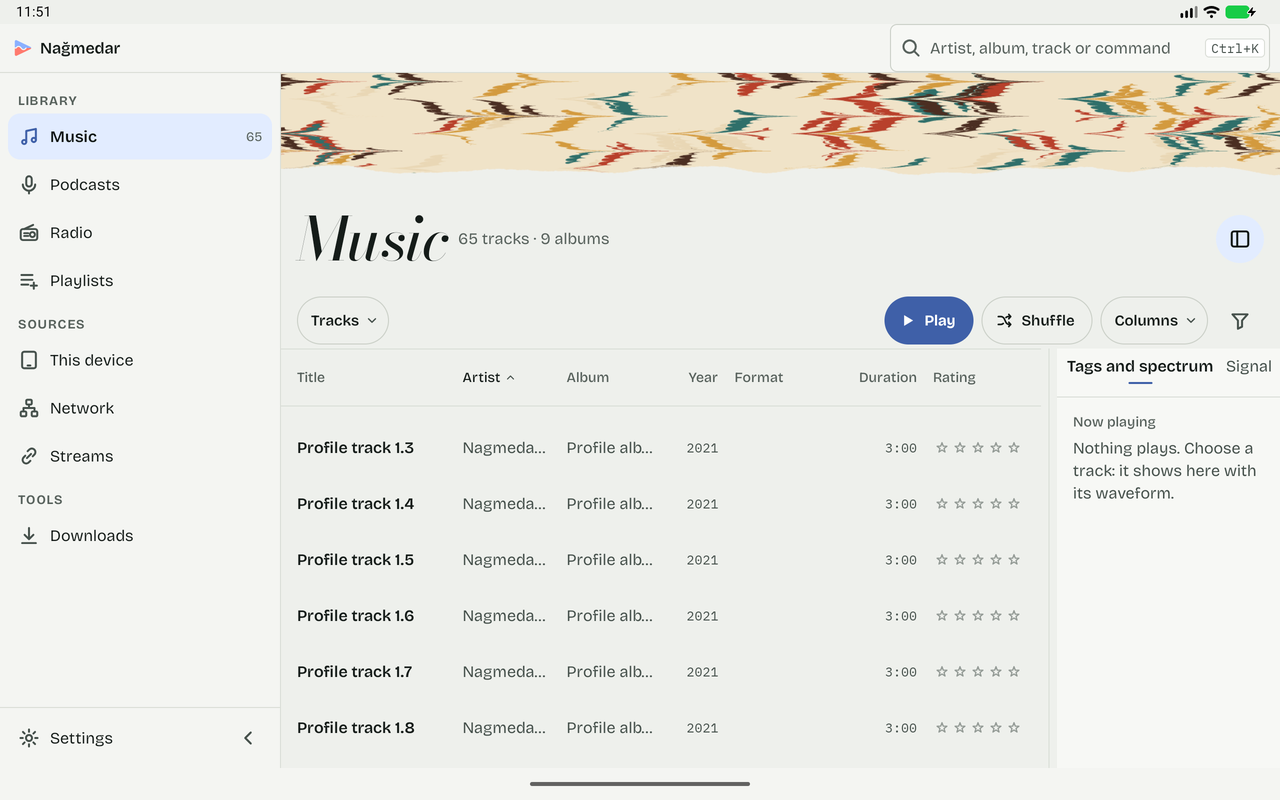 11:51
Nağmedar
Artist, album, track or command Ctrl+K
LIBRARY
Music 65
Podcasts
Radio
Playlists
SOURCES
This device
Network
Streams
TOOLS
Downloads
Settings
Music 65 tracks · 9 albums
Tracks Play Shuffle Columns
Title Artist Album Year Format Duration Rating
Profile track 1.3 Nagmeda... Profile alb... 2021 3:00
Profile track 1.4 Nagmeda... Profile alb... 2021 3:00
Profile track 1.5 Nagmeda... Profile alb... 2021 3:00
Profile track 1.6 Nagmeda... Profile alb... 2021 3:00
Profile track 1.7 Nagmeda... Profile alb... 2021 3:00
Profile track 1.8 Nagmeda... Profile alb... 2021 3:00
Tags and spectrum Signal
Now playing
Nothing plays. Choose a
track: it shows here with
its waveform.